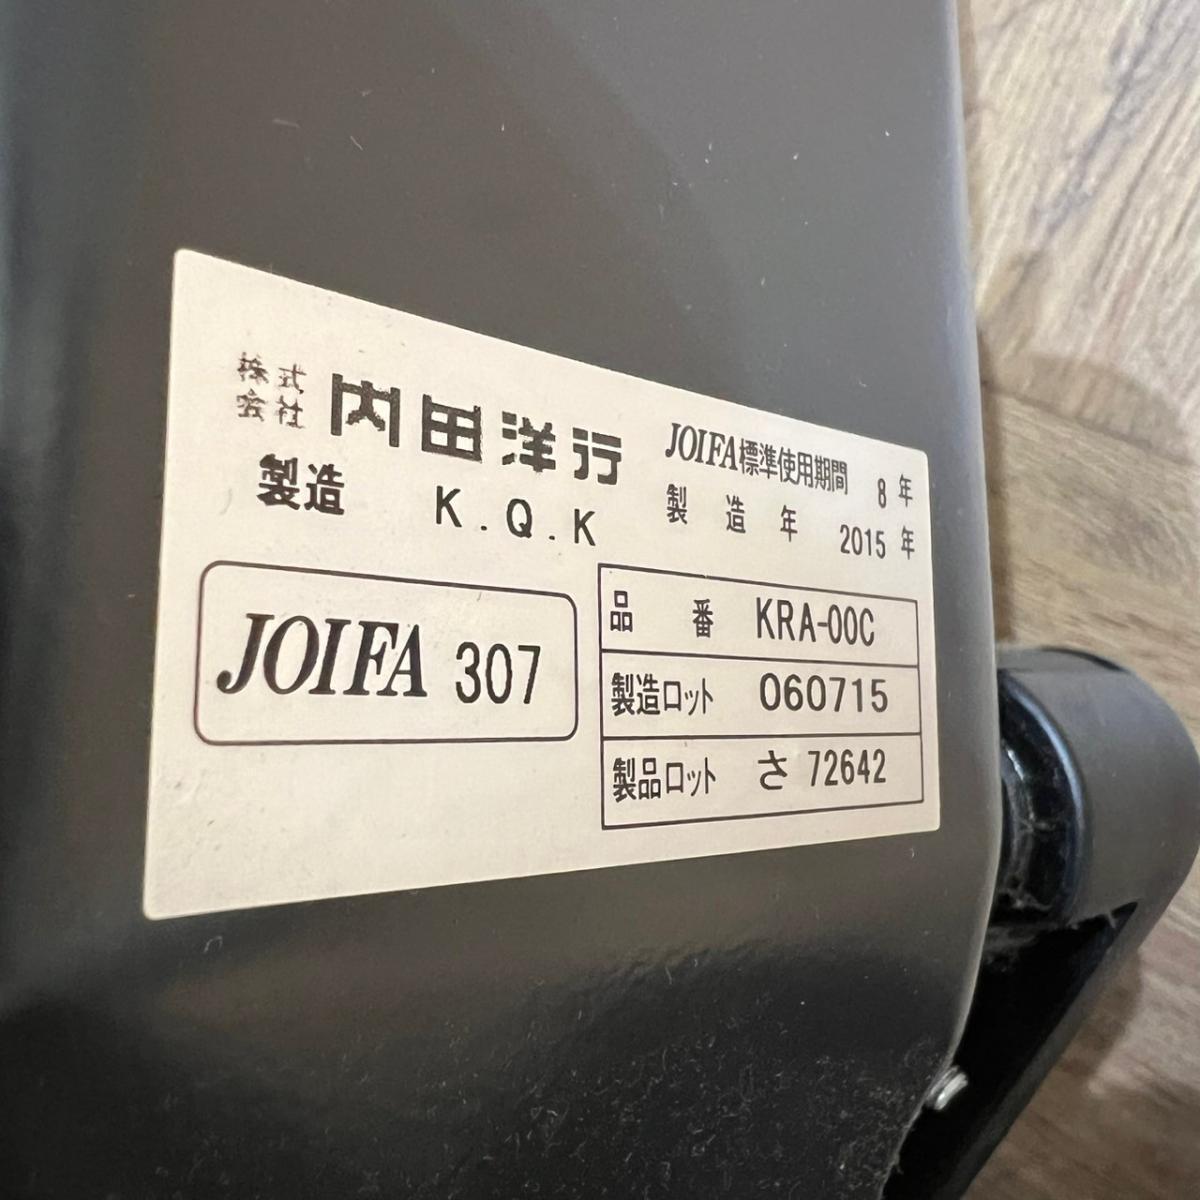 株式会社 内田洋行
製造 K.Q.K
JOIFA標準使用期間 8年
製造年 2015年
JOIFA 307
品番 KRA-00C
製造ロット 060715
製品ロット さ 72642